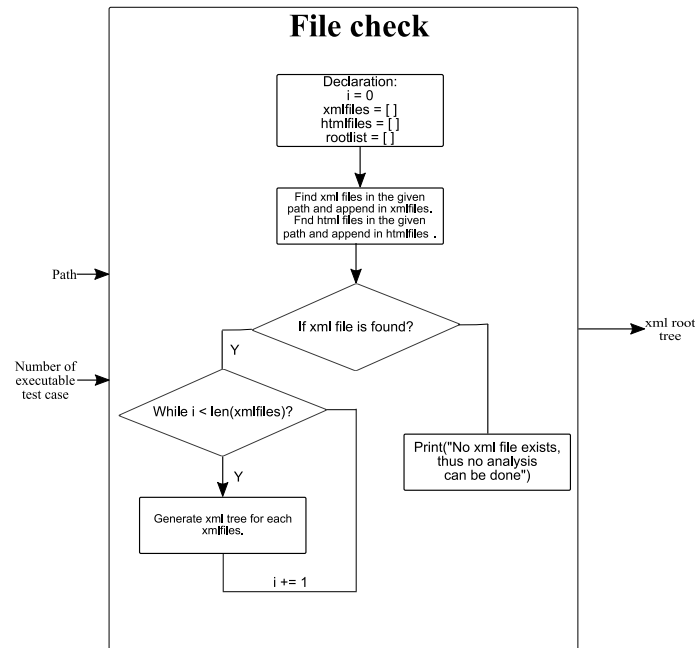 File check
Declaration:
i = 0
xmlfiles = [ ]
htmlfiles = [ ]
rootlist = [ ]
Find xml files in the given
path and append in xmlfiles.
Fnd html files in the given
path and append in htmlfiles .
Path
If xml file is found?
xml root
tree
Y
Number of
executable
test case
While i < len(xmlfiles)?
Print("No xml file exists,
thus no analysis
can be done")
Y
Generate xml tree for each
xmlfiles.
i += 1